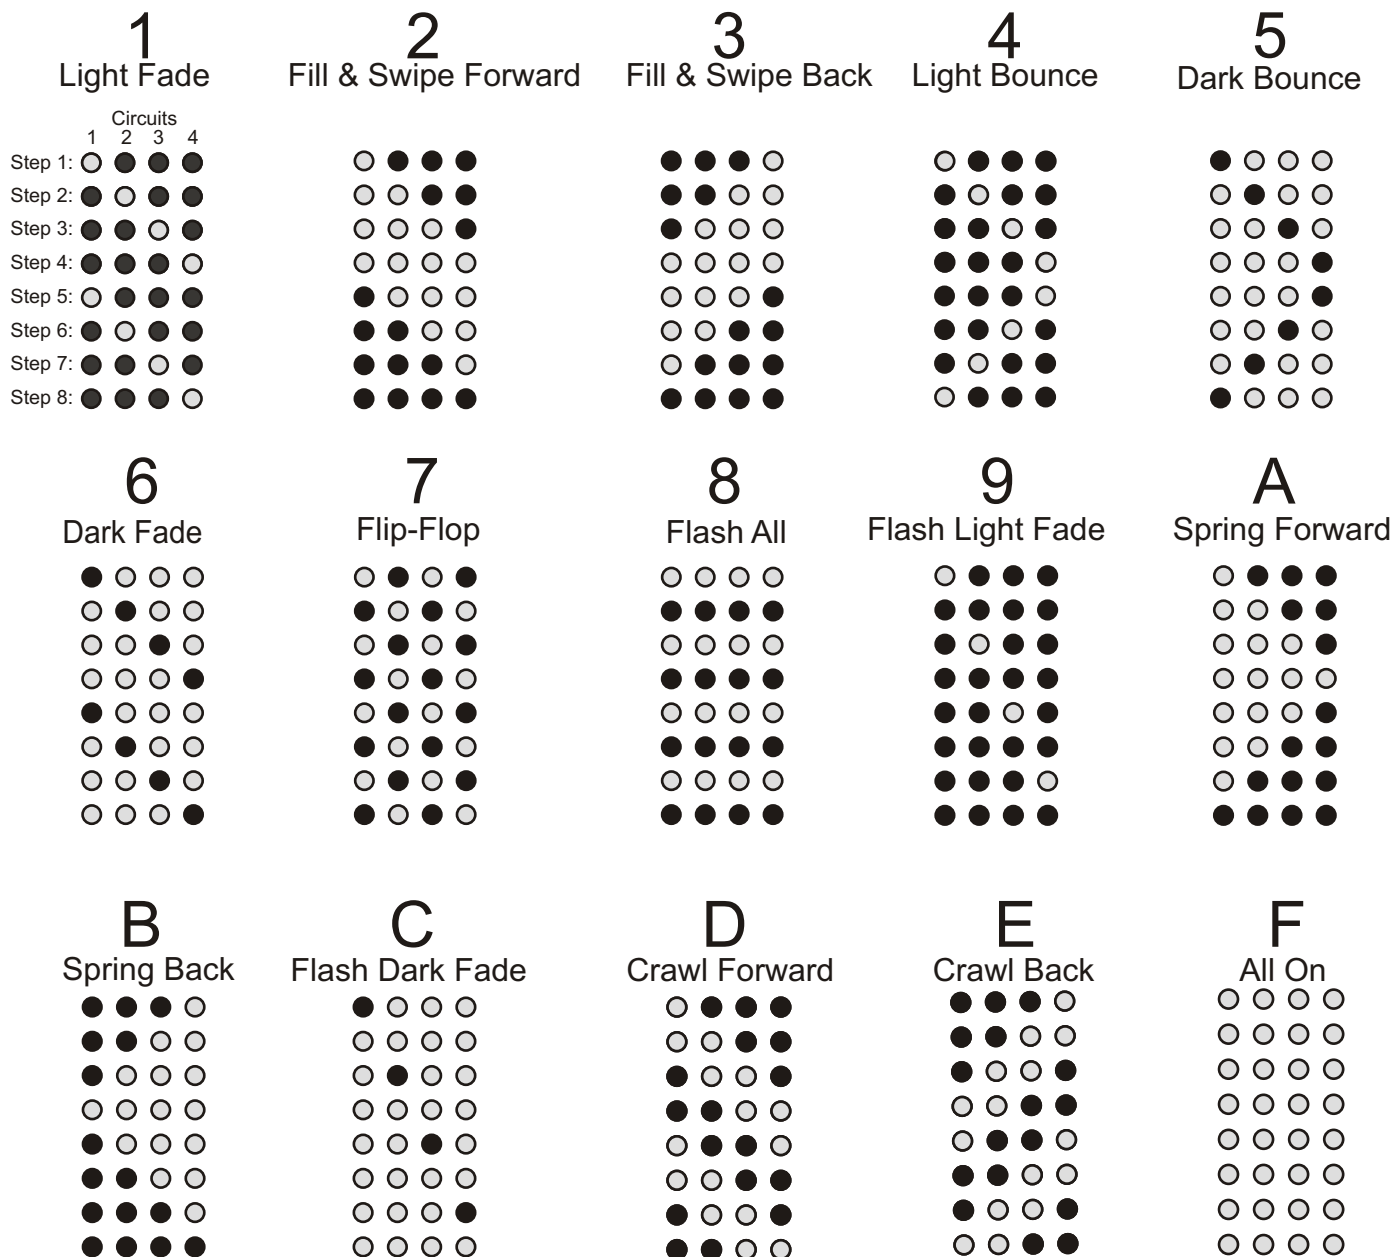 1
Light Fade
2
Fill & Swipe Forward
3
Fill & Swipe Back
4
Light Bounce
5
Dark Bounce
Circuits
1 2 3 4
Step 1:
Step 2:
Step 3:
Step 4:
Step 5:
Step 6:
Step 7:
Step 8:
6
Dark Fade
7
Flip-Flop
8
Flash All
9
Flash Light Fade
A
Spring Forward
B
Spring Back
C
Flash Dark Fade
D
Crawl Forward
E
Crawl Back
F
All On